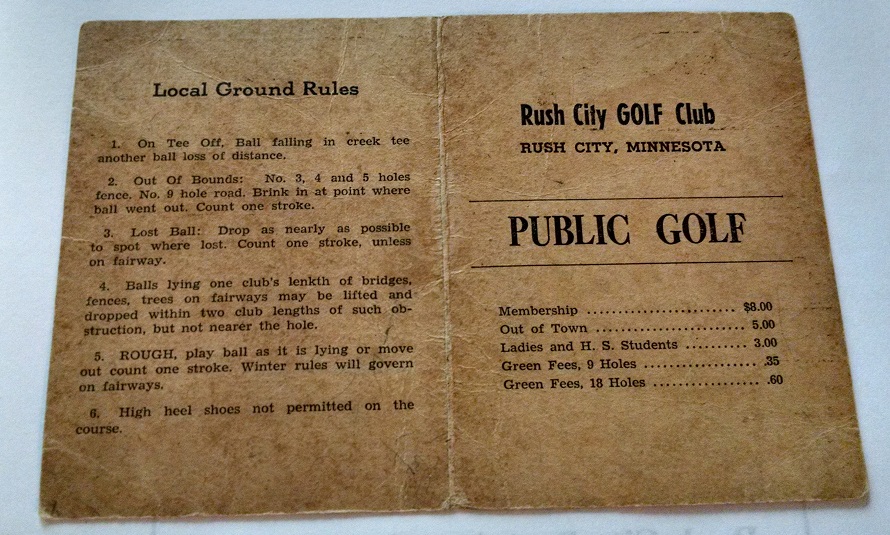 Local Ground Rules
1. On Tee Off, Ball falling in creek tee
another ball loss of distance.
2. Out Of Bounds: No. 3, 4 and 5 holes
fence. No. 9 hole road. Brink in at point where
ball went out. Count one stroke.
3. Lost Ball: Drop as nearly as possible
to spot where lost. Count one stroke, unless
on fairway.
4. Balls lying one club's lenkth of bridges,
fences, trees on fairways may be lifted and
dropped within two club lengths of such ob-
struction, but not nearer the hole.
5. ROUGH, play ball as it is lying or move
out count one stroke. Winter rules will govern
on fairways.
6. High heel shoes not permitted on the
course.
Rush City GOLF Club
RUSH CITY, MINNESOTA
PUBLIC GOLF
Membership ........................ $8.00
Out of Town ....................... 5.00
Ladies and H. S. Students .......... 3.00
Green Fees, 9 Holes .................. .35
Green Fees, 18 Holes ................. .60